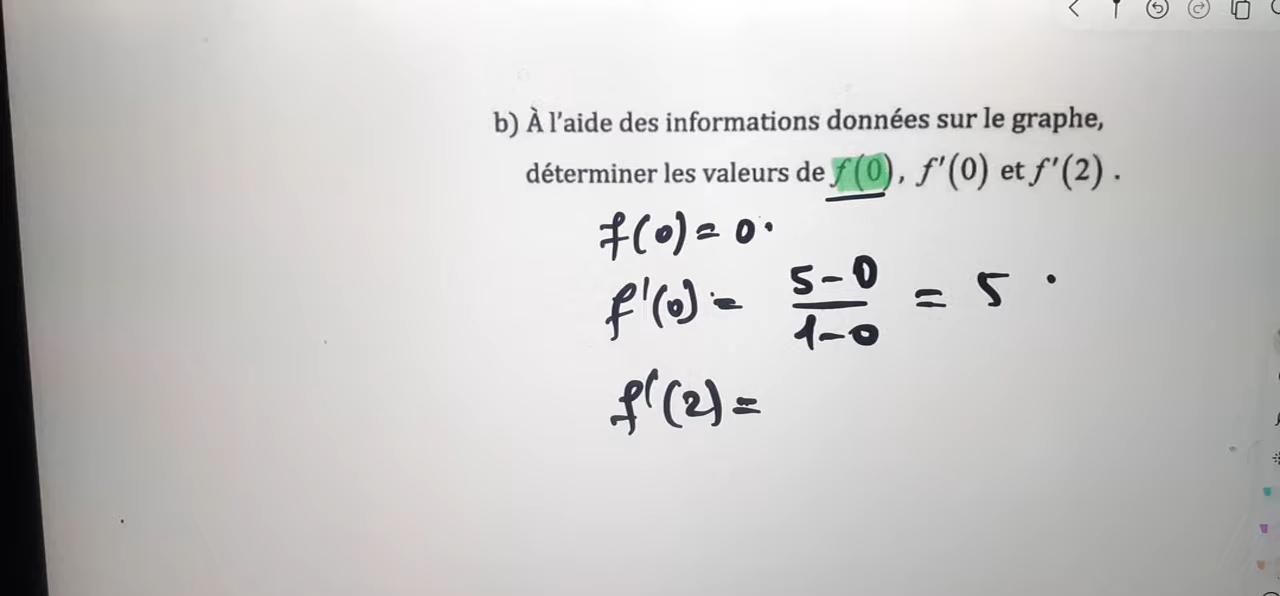 b) À l'aide des informations données sur le graphe,
déterminer les valeurs de f(0), f'(0) et f'(2) .
f(0) = 0.
f'(0) = 5-0 / 1-0 = 5 .
f'(2) =